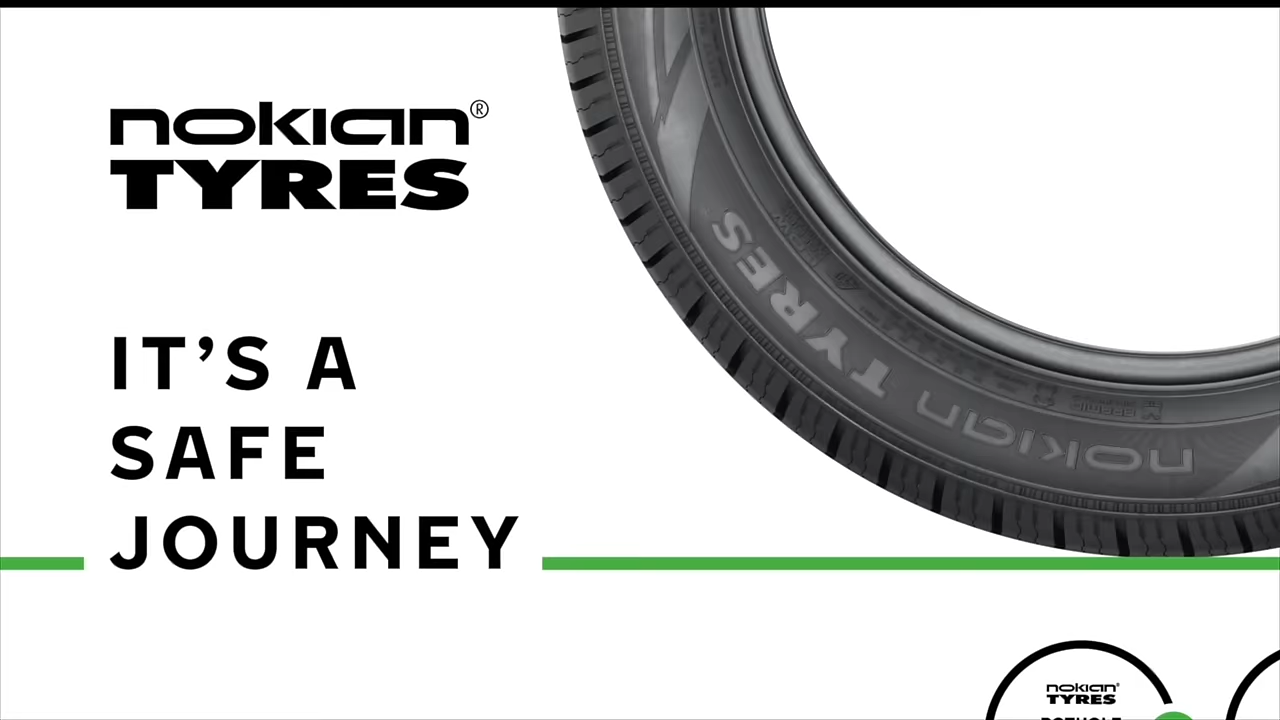 nokian®
TYRES
nokian TYRES
IT'S A
SAFE
JOURNEY
nokian®
TYRES